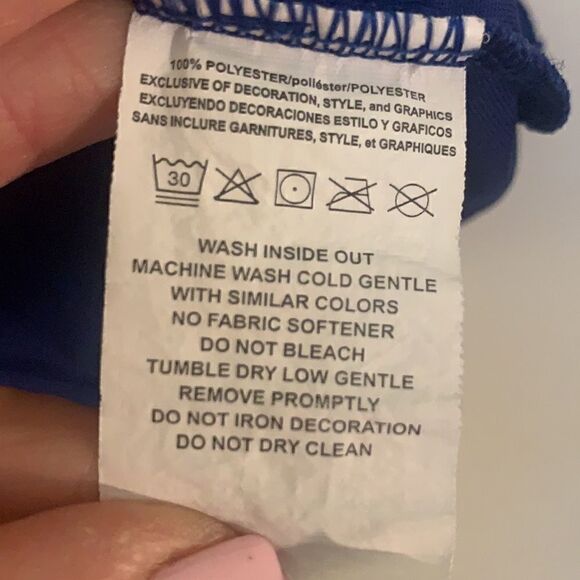 100% POLYESTER/poliéster/POLYESTER
EXCLUSIVE OF DECORATION, STYLE, and GRAPHICS
EXCLUYENDO DECORACIONES ESTILO Y GRAFICOS
SANS INCLURE GARNITURES, STYLE, et GRAPHIQUES
30
WASH INSIDE OUT
MACHINE WASH COLD GENTLE
WITH SIMILAR COLORS
NO FABRIC SOFTENER
DO NOT BLEACH
TUMBLE DRY LOW GENTLE
REMOVE PROMPTLY
DO NOT IRON DECORATION
DO NOT DRY CLEAN